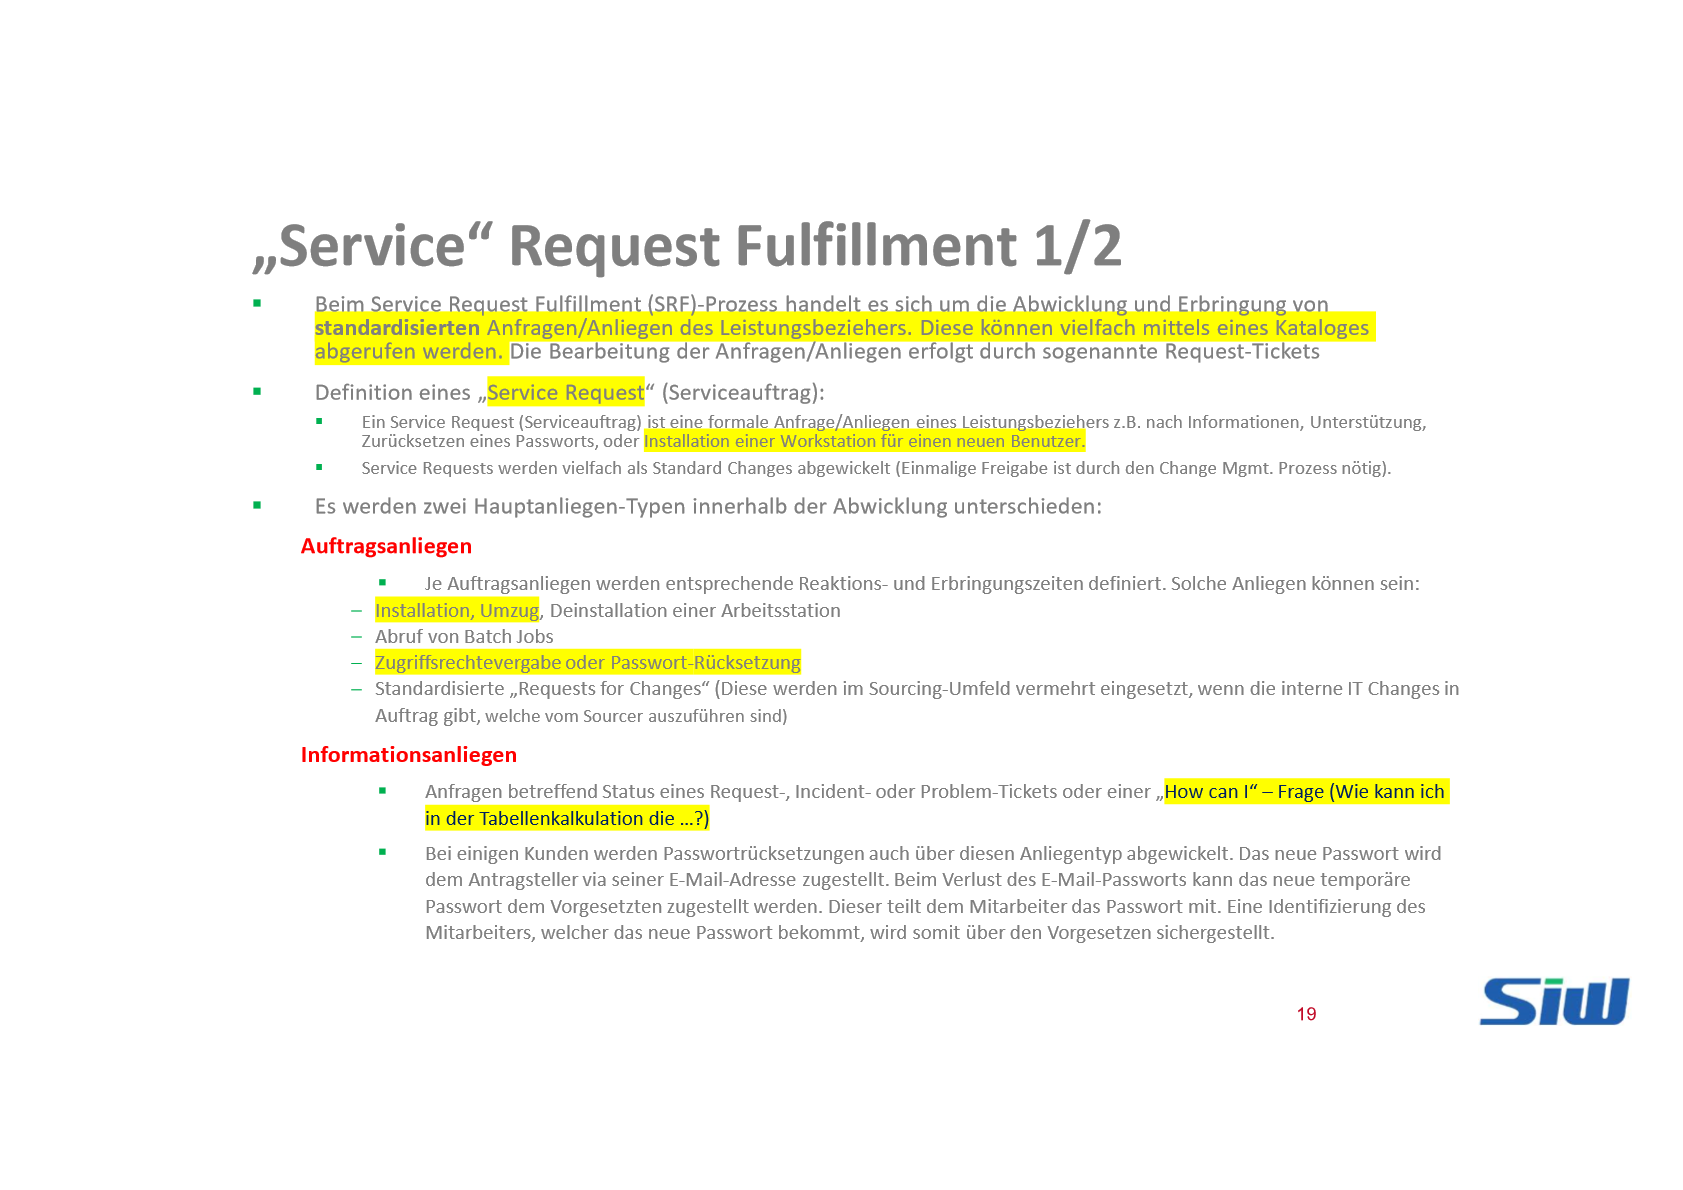 „Service“ Request Fulfillment 1/2
▪ Beim Service Request Fulfillment (SRF)-Prozess handelt es sich um die Abwicklung und Erbringung von
standardisierten Anfragen/Anliegen des Leistungsbeziehers. Diese können vielfach mittels eines Kataloges
abgerufen werden. Die Bearbeitung der Anfragen/Anliegen erfolgt durch sogenannte Request-Tickets
▪ Definition eines „Service Request“ (Serviceauftrag):
▪ Ein Service Request (Serviceauftrag) ist eine formale Anfrage/Anliegen eines Leistungsbeziehers z.B. nach Informationen, Unterstützung,
Zurücksetzen eines Passworts, oder Installation einer Workstation für einen neuen Benutzer.
▪ Service Requests werden vielfach als Standard Changes abgewickelt (Einmalige Freigabe ist durch den Change Mgmt. Prozess nötig).
▪ Es werden zwei Hauptanliegen-Typen innerhalb der Abwicklung unterschieden:
Auftragsanliegen
▪ Je Auftragsanliegen werden entsprechende Reaktions- und Erbringungszeiten definiert. Solche Anliegen können sein:
– Installation, Umzug, Deinstallation einer Arbeitsstation
– Abruf von Batch Jobs
– Zugriffsrechtevergabe oder Passwort-Rücksetzung
– Standardisierte „Requests for Changes“ (Diese werden im Sourcing-Umfeld vermehrt eingesetzt, wenn die interne IT Changes in
Auftrag gibt, welche vom Sourcer auszuführen sind)
Informationsanliegen
▪ Anfragen betreffend Status eines Request-, Incident- oder Problem-Tickets oder einer „How can I“ – Frage (Wie kann ich
in der Tabellenkalkulation die …?)
▪ Bei einigen Kunden werden Passwortrücksetzungen auch über diesen Anliegentyp abgewickelt. Das neue Passwort wird
dem Antragsteller via seiner E-Mail-Adresse zugestellt. Beim Verlust des E-Mail-Passworts kann das neue temporäre
Passwort dem Vorgesetzten zugestellt werden. Dieser teilt dem Mitarbeiter das Passwort mit. Eine Identifizierung des
Mitarbeiters, welcher das neue Passwort bekommt, wird somit über den Vorgesetzen sichergestellt.
19
Siw